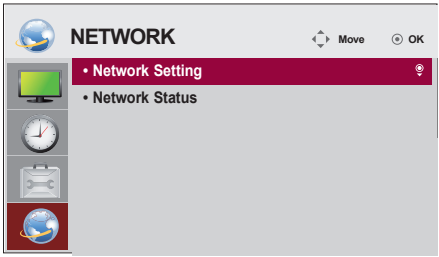 NETWORK
Move
OK
• Network Setting
• Network Status